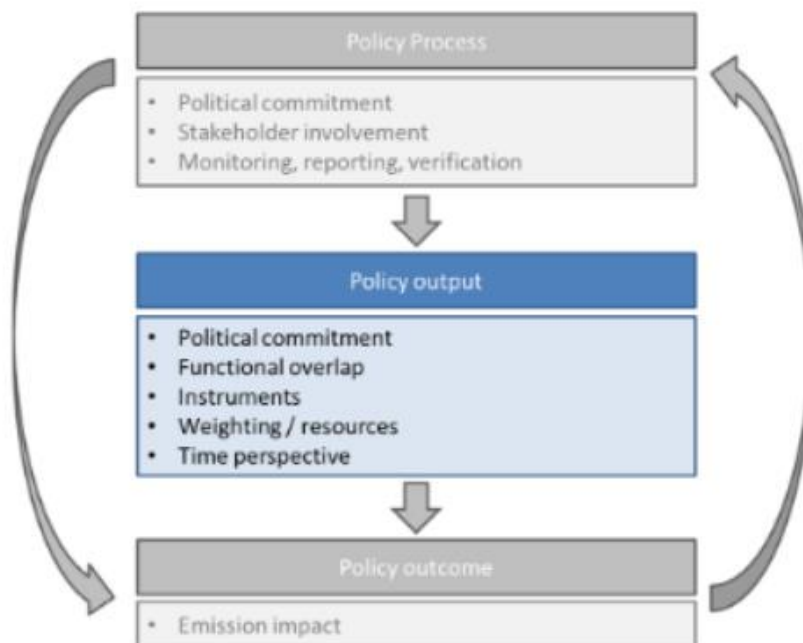 Policy Process
• Political commitment
• Stakeholder involvement
• Monitoring, reporting, verification
Policy output
• Political commitment
• Functional overlap
• Instruments
• Weighting / resources
• Time perspective
Policy outcome
• Emission impact